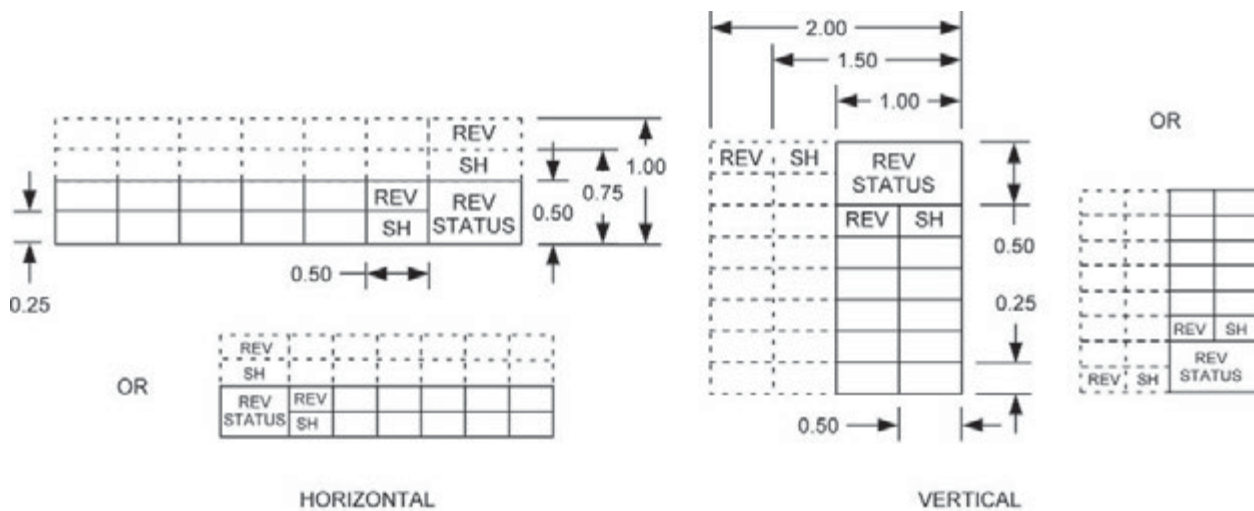 REV
SH
REV
SH
REV
STATUS
0.50
0.75
1.00
0.25
0.50
OR
REV
SH
REV
STATUS
REV
SH
HORIZONTAL
2.00
1.50
1.00
REV SH
REV
STATUS
REV SH
0.50
0.25
0.50
OR
REV SH
REV
STATUS
REV SH
VERTICAL